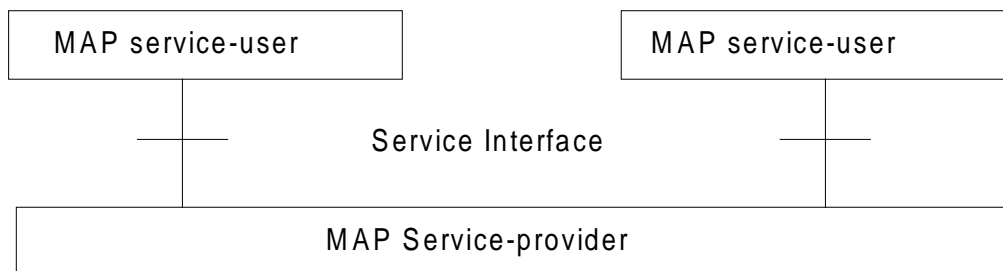 MAP service-user
MAP service-user
Service Interface
MAP Service-provider